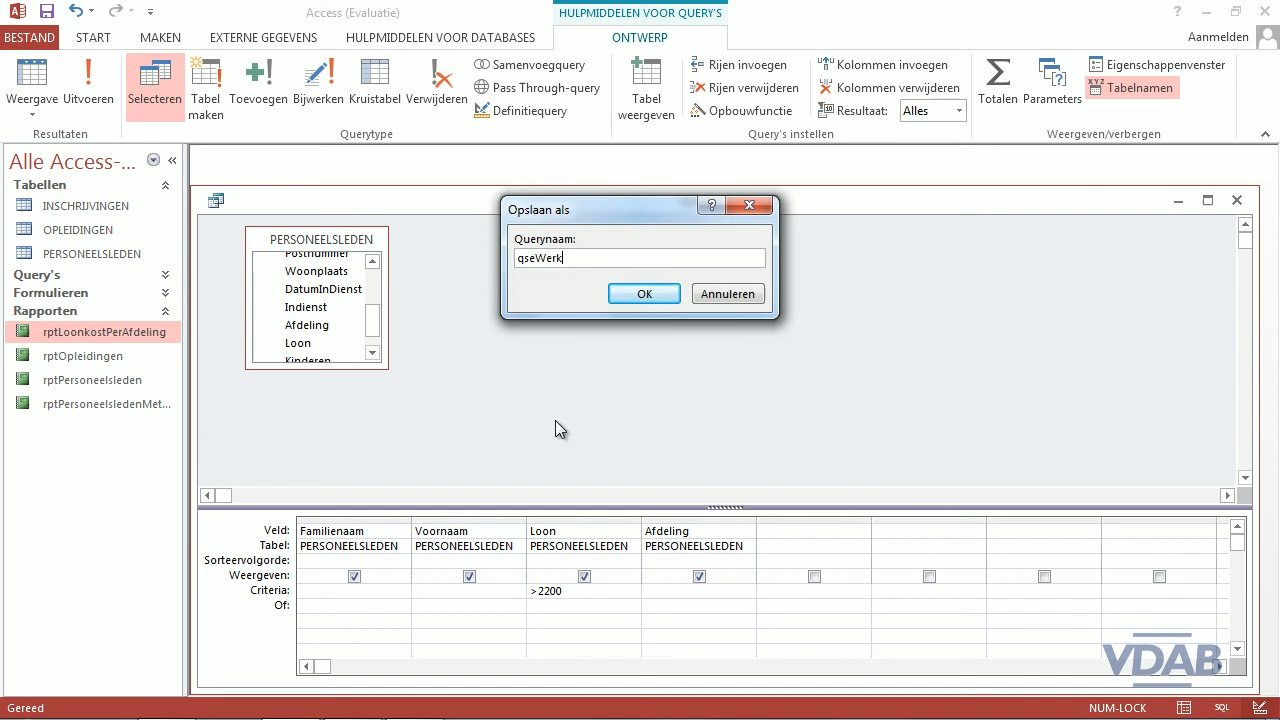 Access (Evaluatie)
HULPMIDDELEN VOOR QUERY'S
BESTAND START MAKEN EXTERNE GEGEVENS HULPMIDDELEN VOOR DATABASES ONTWERP Aanmelden
Weergave Uitvoeren
Resultaten
Selecteren Tabel maken Toevoegen Bijwerken Kruistabel Verwijderen
Samenvoegquery
Pass Through-query
Definitiequery
Querytype
Tabel weergeven
Rijen invoegen
Rijen verwijderen
Opbouwfunctie
Kolommen invoegen
Kolommen verwijderen
Resultaat: Alles
Query's instellen
Totalen Parameters
Eigenschappenvenster
XYZ Tabelnamen
Weergeven/verbergen
Alle Access-...
Tabellen
INSCHRIJVINGEN
OPLEIDINGEN
PERSONEELSLEDEN
Query's
Formulieren
Rapporten
rptLoonkostPerAfdeling
rptOpleidingen
rptPersoneelsleden
rptPersoneelsledenMet...
PERSONEELSLEDEN
Postnummer
Woonplaats
DatumInDienst
Indienst
Afdeling
Loon
Kinderen
Opslaan als
Querynaam:
qseWerk
OK Annuleren
Veld: Familienaam Voornaam Loon Afdeling
Tabel: PERSONEELSLEDEN PERSONEELSLEDEN PERSONEELSLEDEN PERSONEELSLEDEN
Sorteervolgorde:
Weergeven:
Criteria: >2200
Of:
VDAB
Gereed
NUM-LOCK
SQL